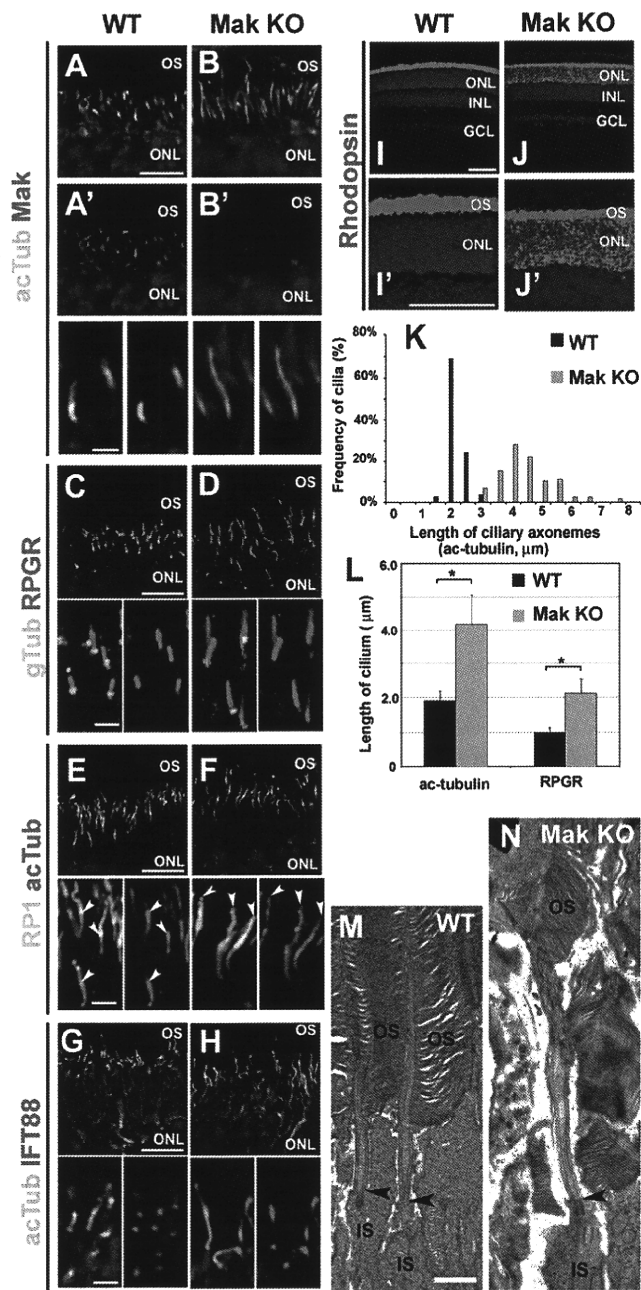 WT Mak KO
A OS ONL
B OS ONL
A' OS ONL
B' OS ONL
acTub Mak
C OS ONL
D OS ONL
gTub RPGR
E OS ONL
F OS ONL
RP1 acTub
G OS ONL
H OS ONL
acTub IFT88
Rhodopsin
ONL INL GCL I
ONL INL GCL J
OS ONL I'
OS ONL J'
K
WT
Mak KO
Frequency of cilia (%)
80%
60%
40%
20%
0%
0 1 2 3 4 5 6 7 8
Length of ciliary axonemes
(ac-tubulin, μm)
L
WT
Mak KO
Length of cilium ( μm)
6.0
4.0
2.0
0
* *
ac-tubulin RPGR
M WT
OS OS
IS IS
N Mak KO
OS
IS